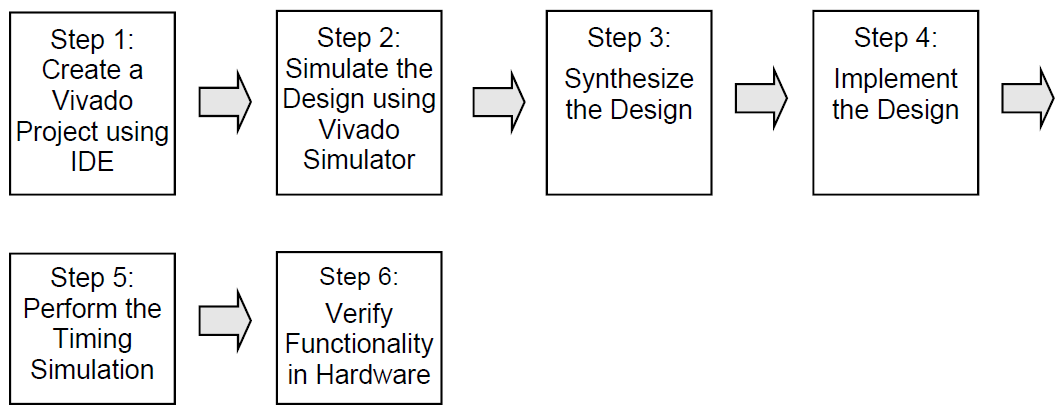 Step 1:
Create a
Vivado
Project using
IDE
Step 2:
Simulate the
Design using
Vivado
Simulator
Step 3:
Synthesize
the Design
Step 4:
Implement
the Design
Step 5:
Perform the
Timing
Simulation
Step 6:
Verify
Functionality
in Hardware